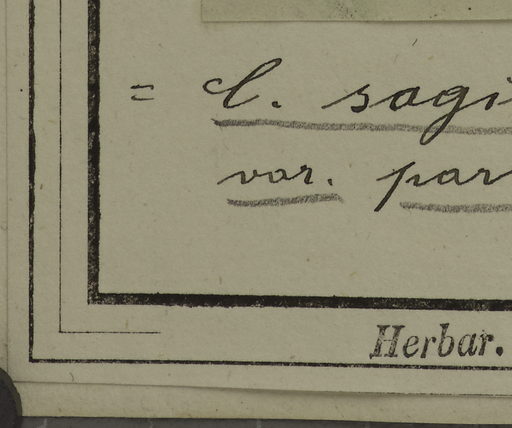 = C. sagi
var. par
Herbar.